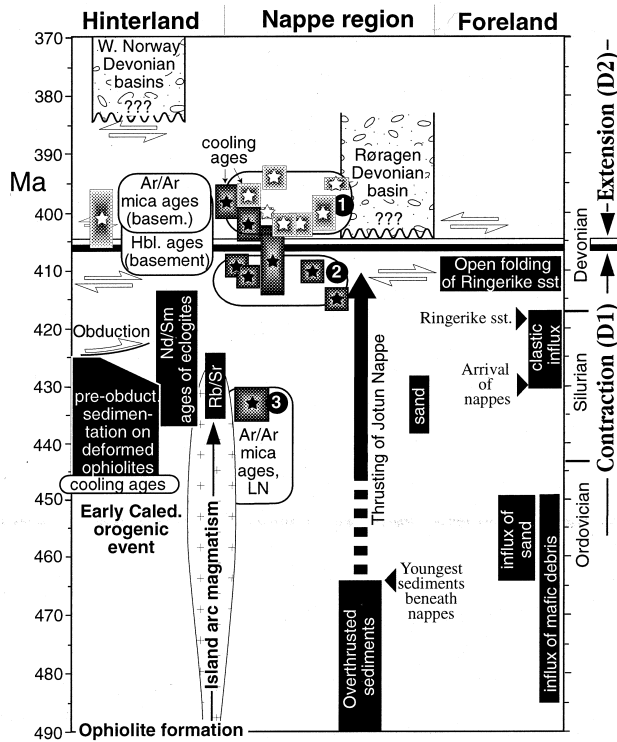 Hinterland
Nappe region
Foreland
Ma
370
380
390
400
410
420
430
440
450
460
470
480
490
W. Norway
Devonian
basins
???
cooling
ages
Ar/Ar
mica ages
(basem.)
Hbl. ages
(basement)
1
Røragen
Devonian
basin
???
2
Open folding
of Ringerike sst.
Obduction
Nd/Sm
ages of eclogites
Rb/Sr
pre-obduct.
sedimen-
tation on
deformed
ophiolites
cooling ages
Early Caled.
orogenic
event
3
Ar/Ar
mica
ages,
LN
Island arc magmatism
Ophiolite formation
Thrusting of Jotun Nappe
Overthrusted
sediments
Youngest
sediments
beneath
nappes
sand
Ringerike sst.
Arrival
of
nappes
clastic
influx
influx of
sand
influx of mafic debris
Devonian
Silurian
Ordovician
Extension (D2)
Contraction (D1)